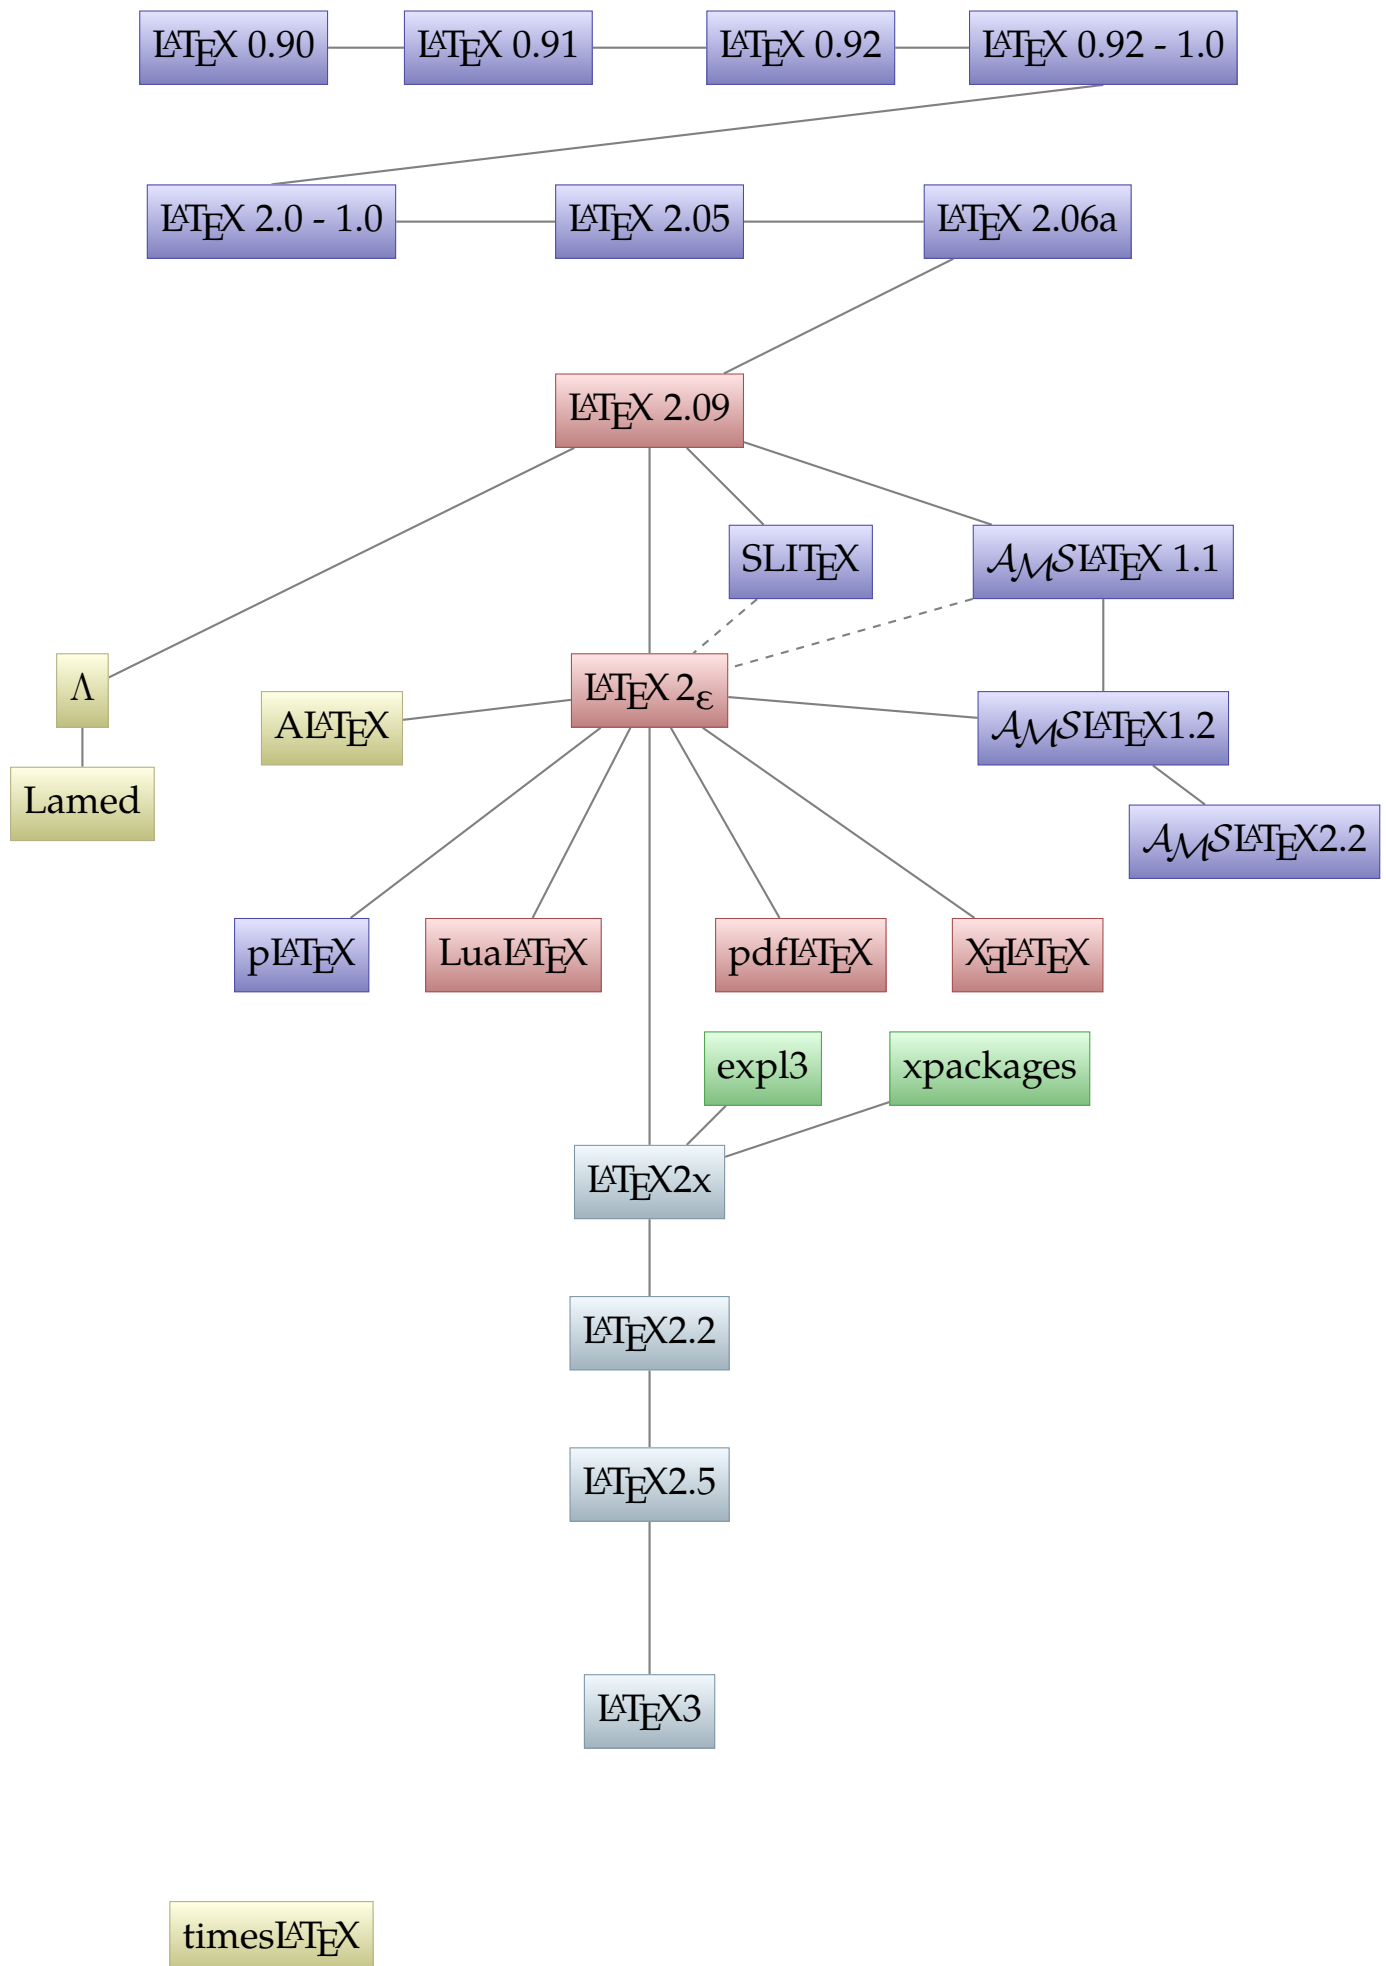 LATEX 0.90
LATEX 0.91
LATEX 0.92
LATEX 0.92 - 1.0
LATEX 2.0 - 1.0
LATEX 2.05
LATEX 2.06a
LATEX 2.09
SLITEX
AMSLATEX 1.1
Λ
LATEX 2ε
ALATEX
AMSLATEX1.2
Lamed
AMSLATEX2.2
pLATEX
LuaLATEX
pdfLATEX
XƎLATEX
expl3
xpackages
LATEX2x
LATEX2.2
LATEX2.5
LATEX3
timesLATEX